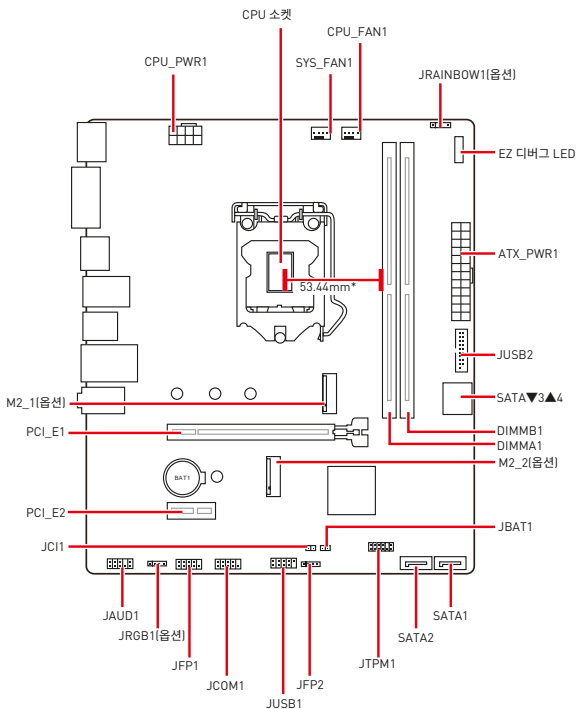 CPU 소켓
CPU_FAN1
CPU_PWR1
SYS_FAN1
JRAINBOW1(옵션)
EZ 디버그 LED
ATX_PWR1
53.44mm*
JUSB2
M2_1(옵션)
SATA▼3▲4
PCI_E1
DIMMB1
DIMMA1
M2_2(옵션)
BAT1
PCI_E2
JBAT1
JCI1
JAUD1
SATA1
JRGB1(옵션)
SATA2
JFP1
JTPM1
JCOM1
JFP2
JUSB1